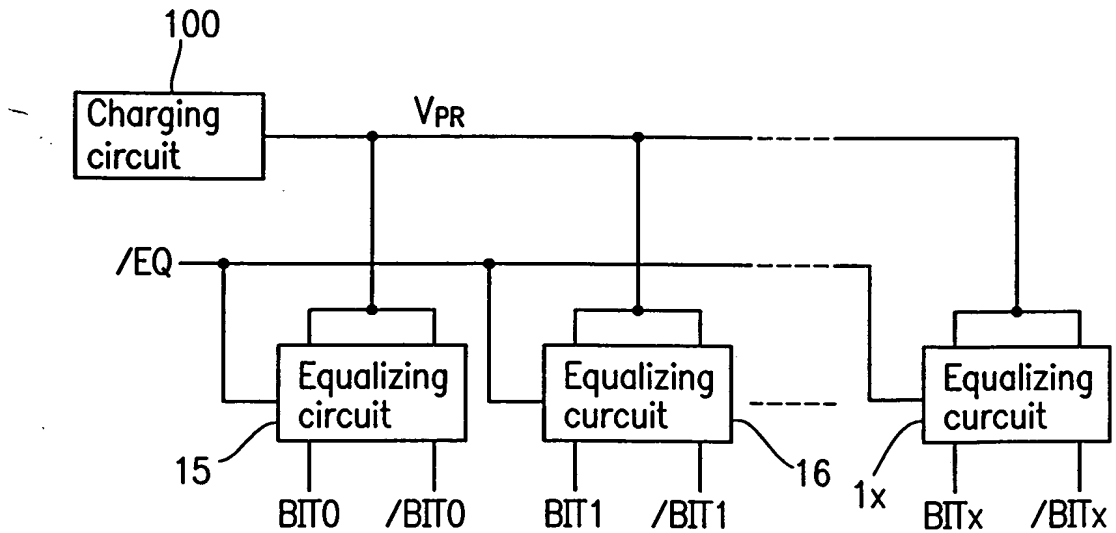 100
Charging
circuit
VPR
/EQ
Equalizing
circuit
Equalizing
curcuit
Equalizing
curcuit
15
16
1x
BIT0
/BIT0
BIT1
/BIT1
BITx
/BITx